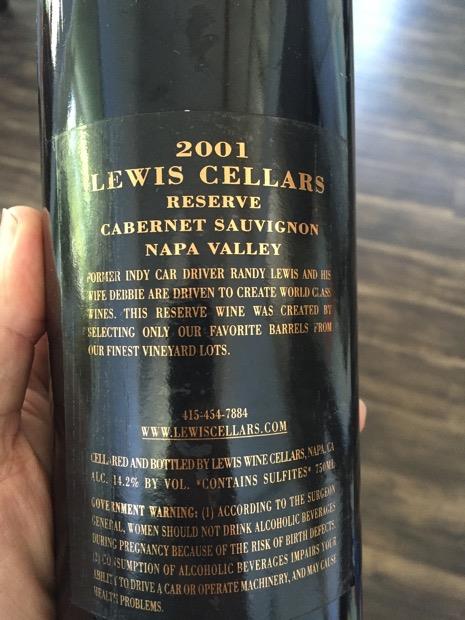 2001
LEWIS CELLARS
RESERVE
CABERNET SAUVIGNON
NAPA VALLEY
FORMER INDY CAR DRIVER RANDY LEWIS AND HIS
WIFE DEBBIE ARE DRIVEN TO CREATE WORLD CLASS
WINES. THIS RESERVE WINE WAS CREATED BY
SELECTING ONLY OUR FAVORITE BARRELS FROM
OUR FINEST VINEYARD LOTS.
415-454-7884
WWW.LEWISCELLARS.COM
CELLARED AND BOTTLED BY LEWIS WINE CELLARS, NAPA, CA
ALC. 14.2% BY VOL. *CONTAINS SULFITES* 750ML
GOVERNMENT WARNING: (1) ACCORDING TO THE SURGEON
GENERAL, WOMEN SHOULD NOT DRINK ALCOHOLIC BEVERAGES
DURING PREGNANCY BECAUSE OF THE RISK OF BIRTH DEFECTS.
(2) CONSUMPTION OF ALCOHOLIC BEVERAGES IMPAIRS YOUR
ABILITY TO DRIVE A CAR OR OPERATE MACHINERY, AND MAY CAUSE
HEALTH PROBLEMS.